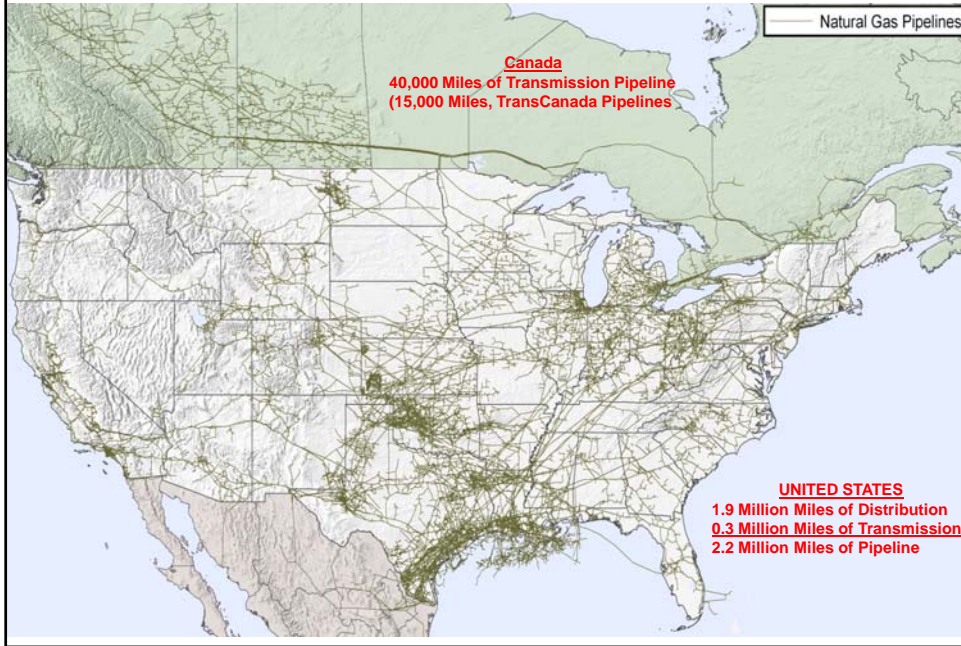 Natural Gas Pipelines
Canada
40,000 Miles of Transmission Pipeline
(15,000 Miles, TransCanada Pipelines
UNITED STATES
1.9 Million Miles of Distribution
0.3 Million Miles of Transmission
2.2 Million Miles of Pipeline